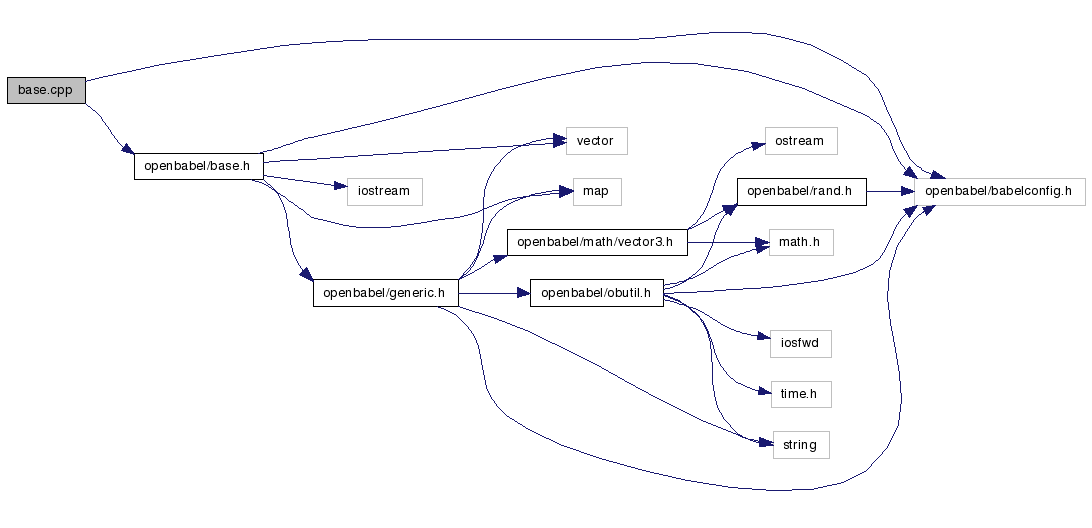 base.cpp
vector
ostream
openbabel/base.h
iostream
map
openbabel/rand.h
openbabel/babelconfig.h
openbabel/math/vector3.h
math.h
openbabel/generic.h
openbabel/obutil.h
iosfwd
time.h
string